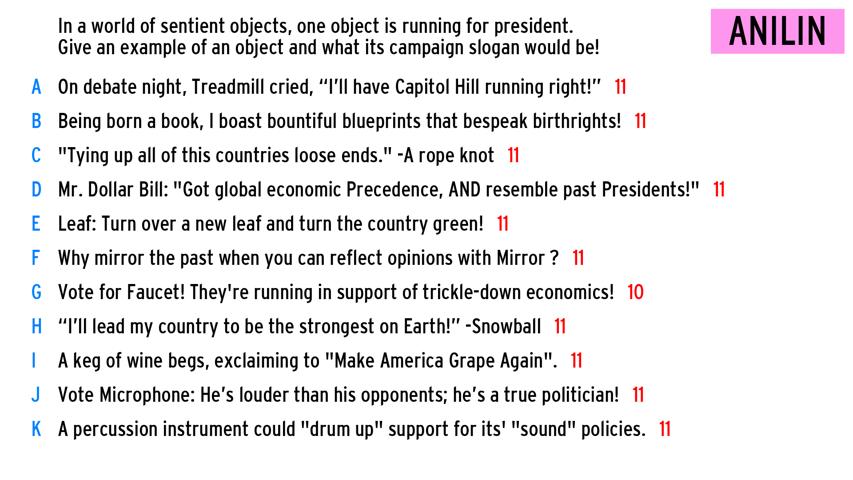 In a world of sentient objects, one object is running for president.
Give an example of an object and what its campaign slogan would be!
ANILIN
A On debate night, Treadmill cried, “I’ll have Capitol Hill running right!” 11
B Being born a book, I boast bountiful blueprints that bespeak birthrights! 11
C "Tying up all of this countries loose ends." -A rope knot 11
D Mr. Dollar Bill: "Got global economic Precedence, AND resemble past Presidents!" 11
E Leaf: Turn over a new leaf and turn the country green! 11
F Why mirror the past when you can reflect opinions with Mirror ? 11
G Vote for Faucet! They're running in support of trickle-down economics! 10
H “I’ll lead my country to be the strongest on Earth!” -Snowball 11
I A keg of wine begs, exclaiming to "Make America Grape Again". 11
J Vote Microphone: He’s louder than his opponents; he’s a true politician! 11
K A percussion instrument could "drum up" support for its' "sound" policies. 11